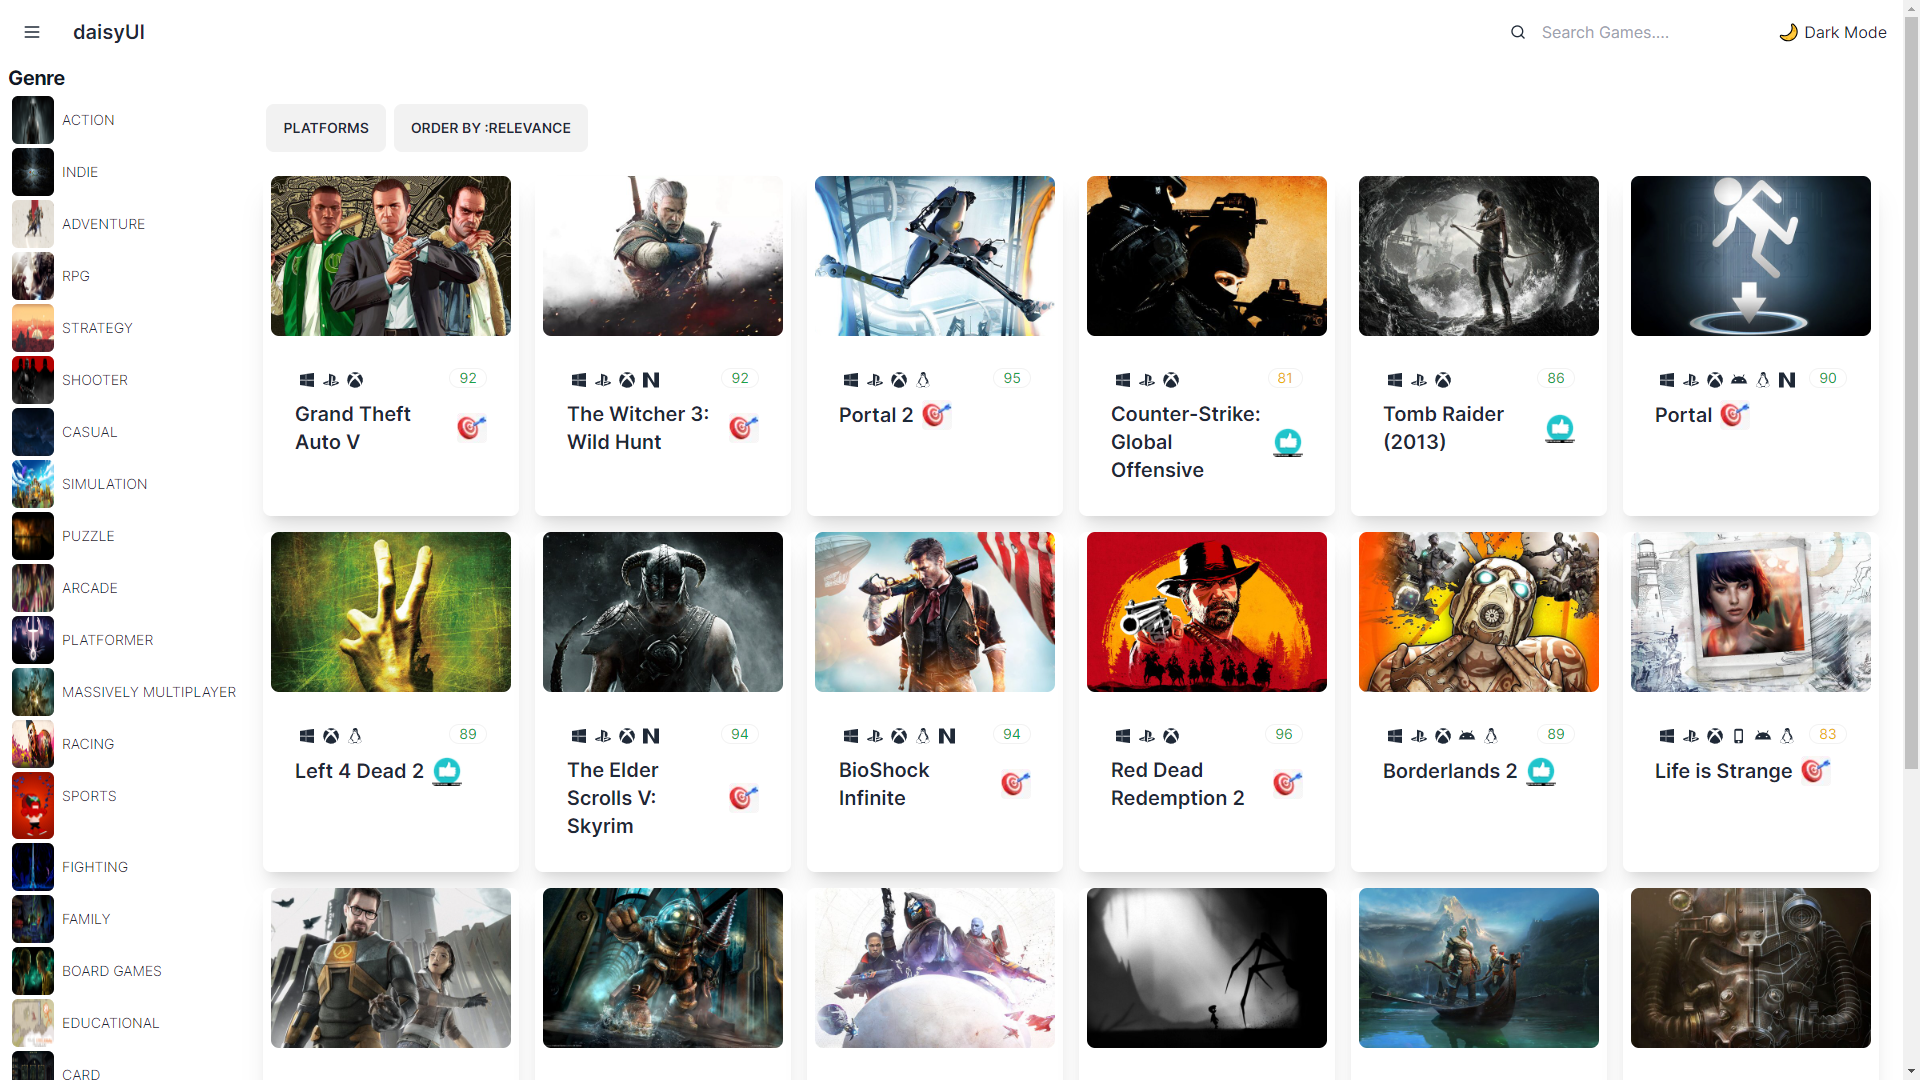 daisyUI
Search Games....
🌙 Dark Mode
Genre
ACTION
INDIE
ADVENTURE
RPG
STRATEGY
SHOOTER
CASUAL
SIMULATION
PUZZLE
ARCADE
PLATFORMER
MASSIVELY MULTIPLAYER
RACING
SPORTS
FIGHTING
FAMILY
BOARD GAMES
EDUCATIONAL
CARD
PLATFORMS
ORDER BY :RELEVANCE
92
Grand Theft
Auto V
92
The Witcher 3:
Wild Hunt
95
Portal 2
81
Counter-Strike:
Global
Offensive
86
Tomb Raider
(2013)
90
Portal
89
Left 4 Dead 2
94
The Elder
Scrolls V:
Skyrim
94
BioShock
Infinite
96
Red Dead
Redemption 2
89
Borderlands 2
83
Life is Strange